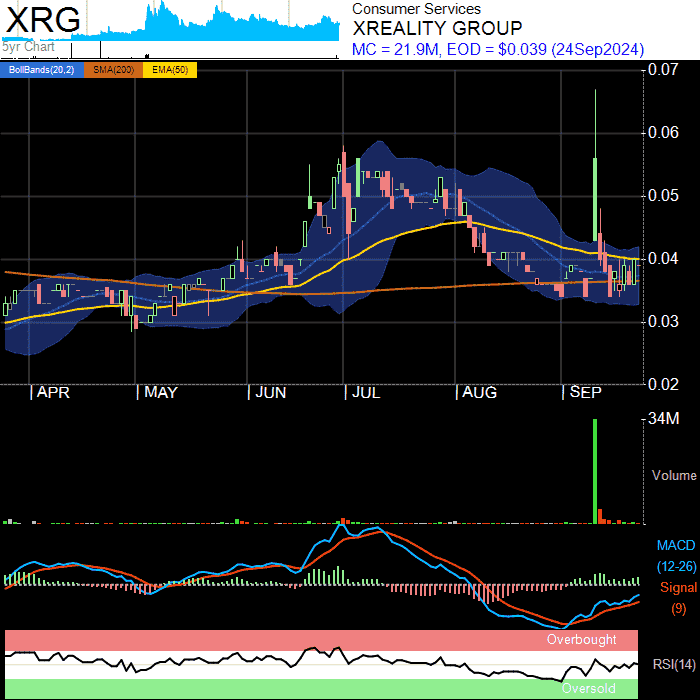 XRG
5yr Chart
Consumer Services
XREALITY GROUP
MC = 21.9M, EOD = $0.039 (24Sep2024)
BollBands(20,2) SMA(200) EMA(50)
0.07
0.06
0.05
0.04
0.03
0.02
APR MAY JUN JUL AUG SEP
34M
Volume
MACD
(12-26)
Signal
(9)
Overbought
RSI(14)
Oversold